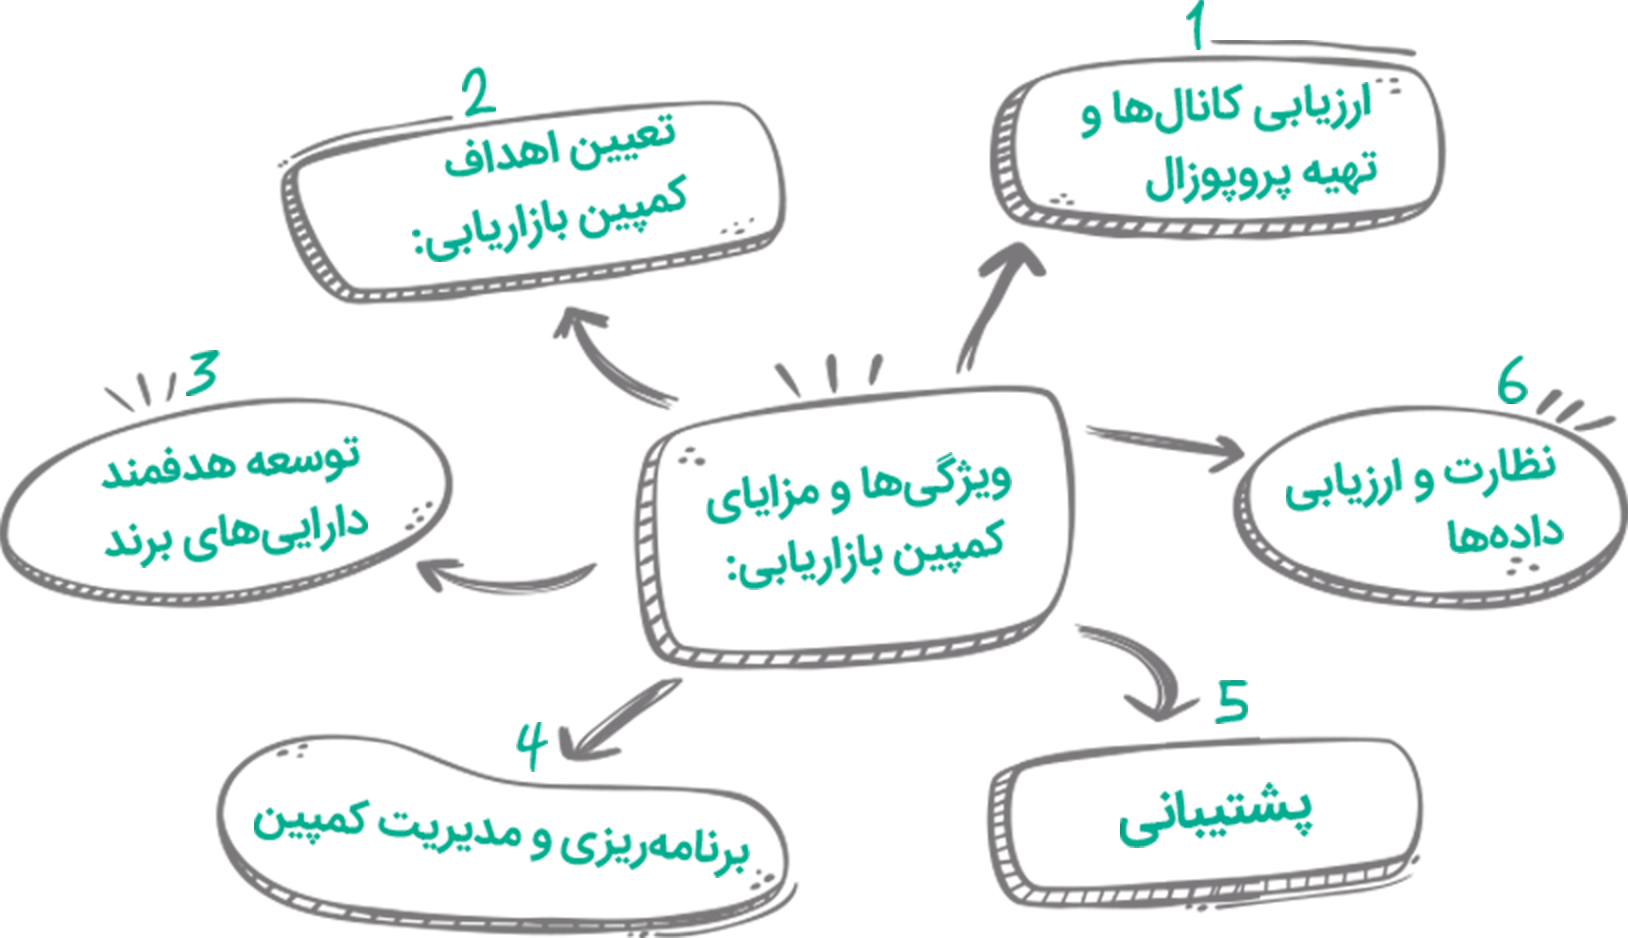 ویژگی‌ها و مزایای
کمپین بازاریابی:
1
ارزیابی کانال‌ها و
تهیه پروپوزال
2
تعیین اهداف
کمپین بازاریابی:
3
توسعه هدفمند
دارایی‌های برند
4
برنامه‌ریزی و مدیریت کمپین
5
پشتیبانی
6
نظارت و ارزیابی
داده‌ها